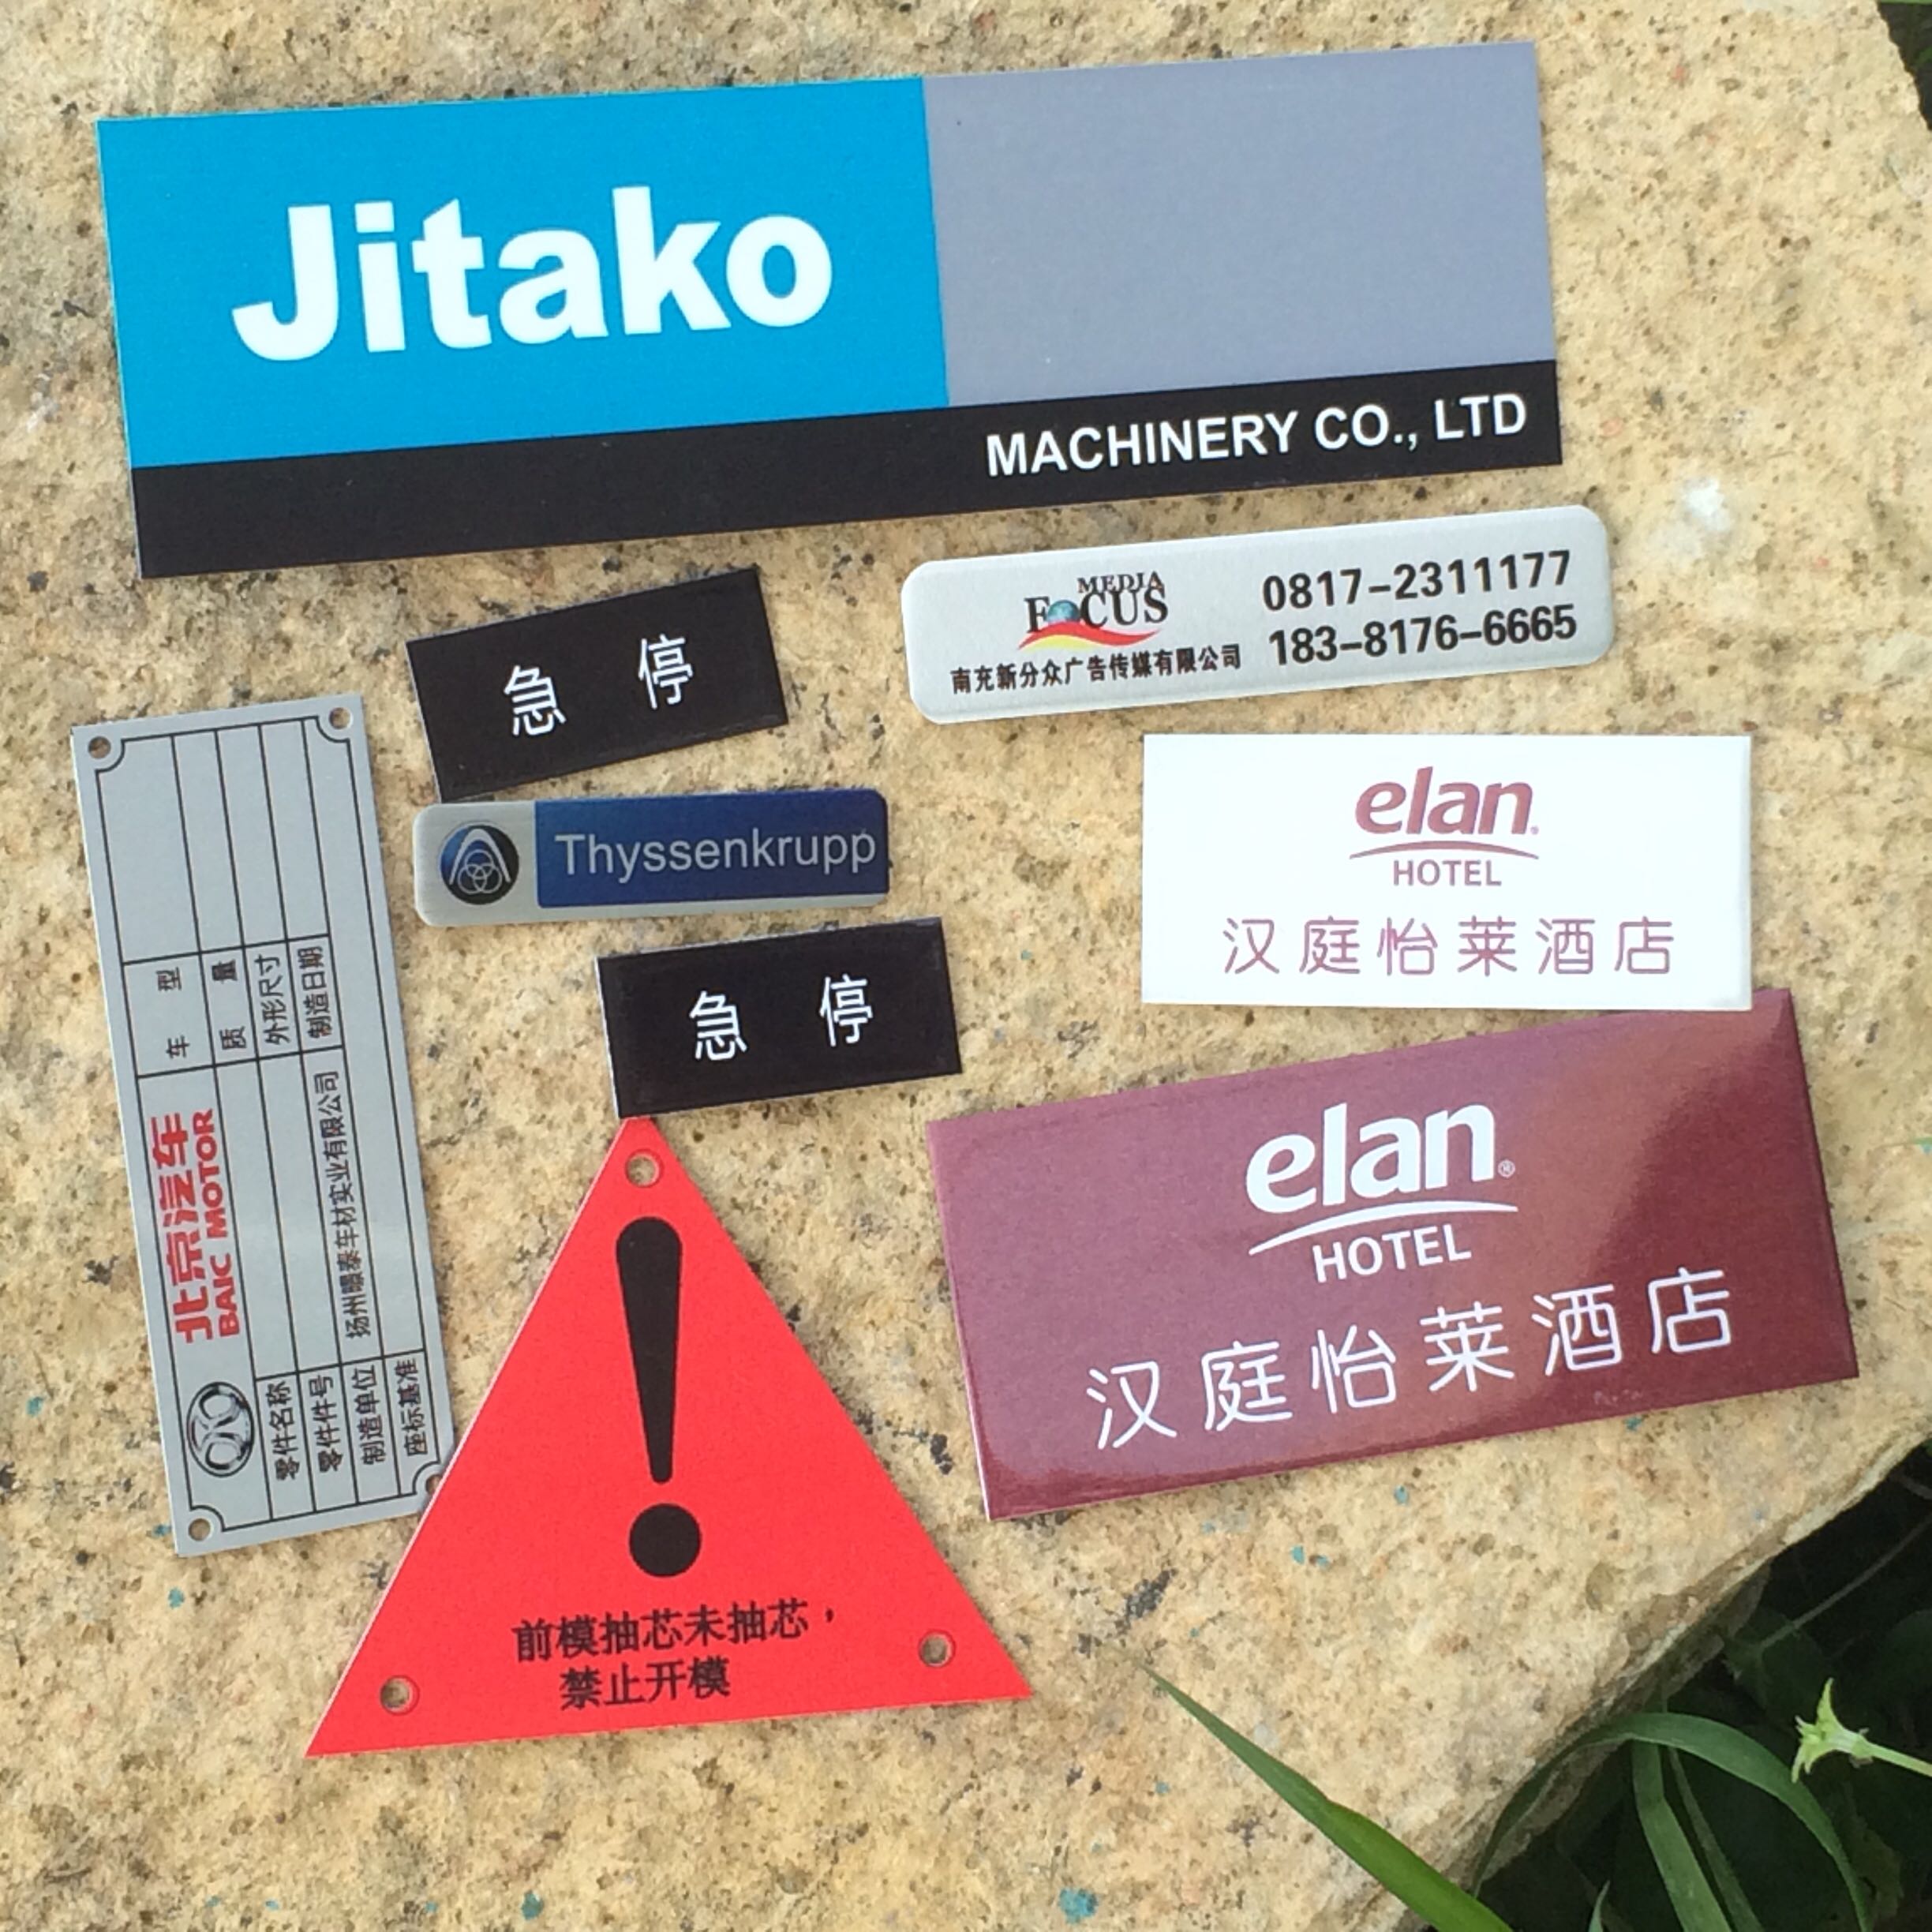 Jitako
MACHINERY CO., LTD
MEDIA
FOCUS
南充新分众广告传媒有限公司
0817-2311177
183-8176-6665
急 停
Thyssenkrupp
急 停
elan
HOTEL
汉庭怡莱酒店
elan®
HOTEL
汉庭怡莱酒店
北京汽车
BAIC MOTOR
车 型
零件名称
质 量
零件件号
外形尺寸
制造单位
扬州曝泰车材实业有限公司
制造日期
座标基准
前模抽芯未抽芯，
禁止开模